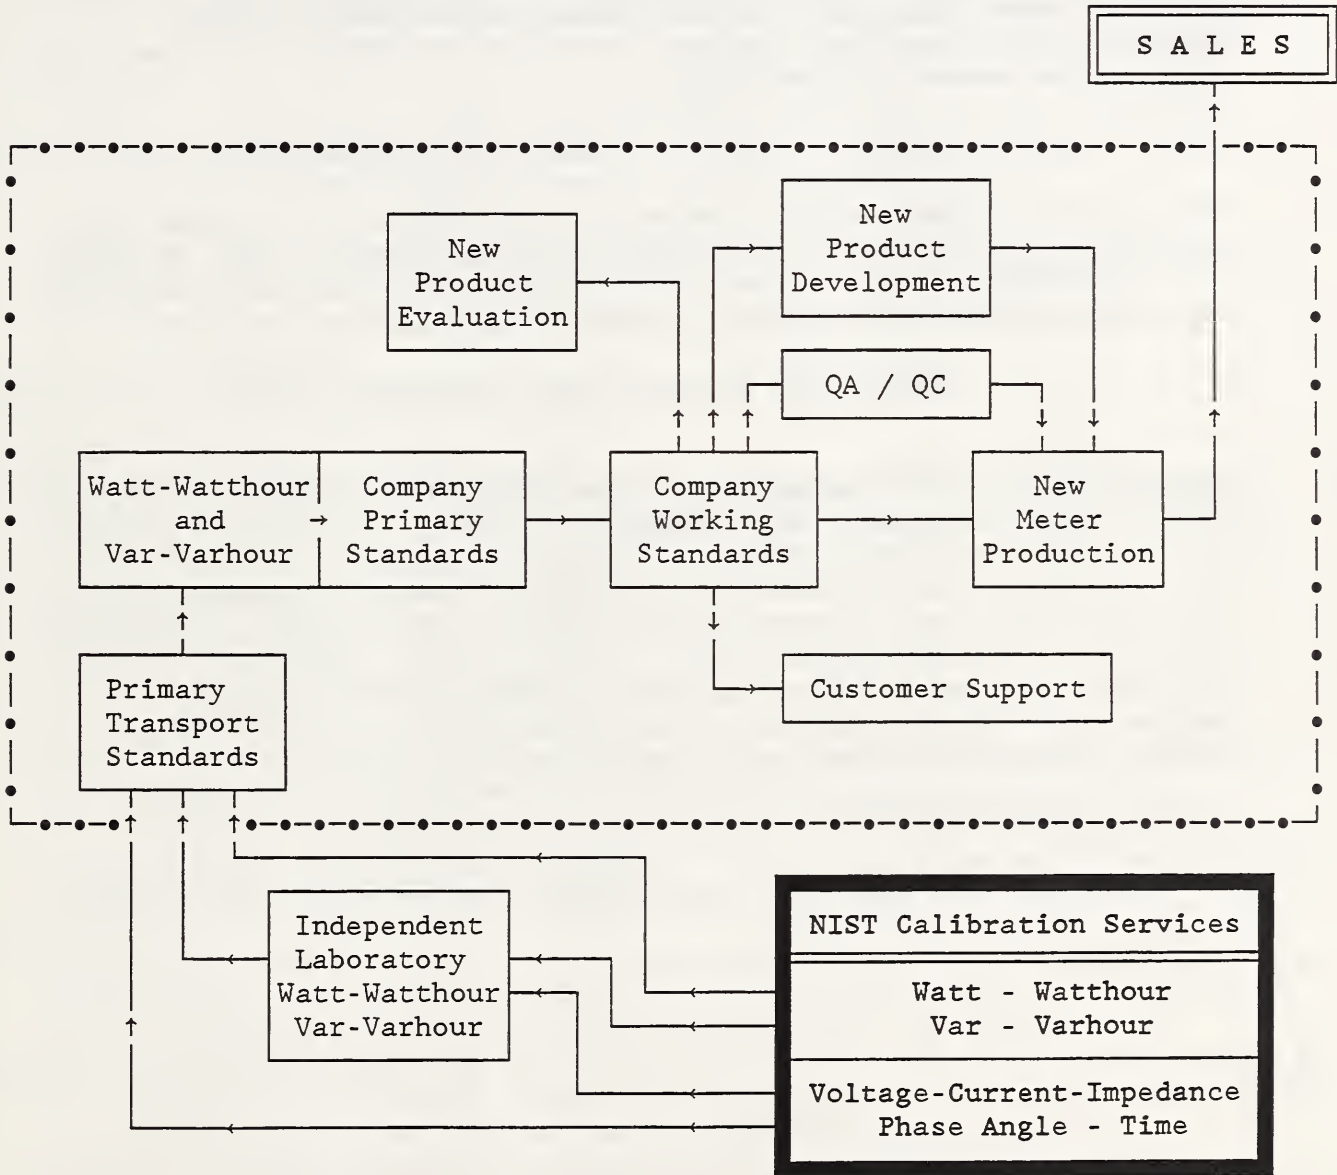 S A L E S
New
Product
Evaluation
New
Product
Development
QA / QC
Watt-Watthour
and
Var-Varhour
Company
Primary
Standards
Company
Working
Standards
New
Meter
Production
Primary
Transport
Standards
Customer Support
Independent
Laboratory
Watt-Watthour
Var-Varhour
NIST Calibration Services
Watt - Watthour
Var - Varhour
Voltage-Current-Impedance
Phase Angle - Time